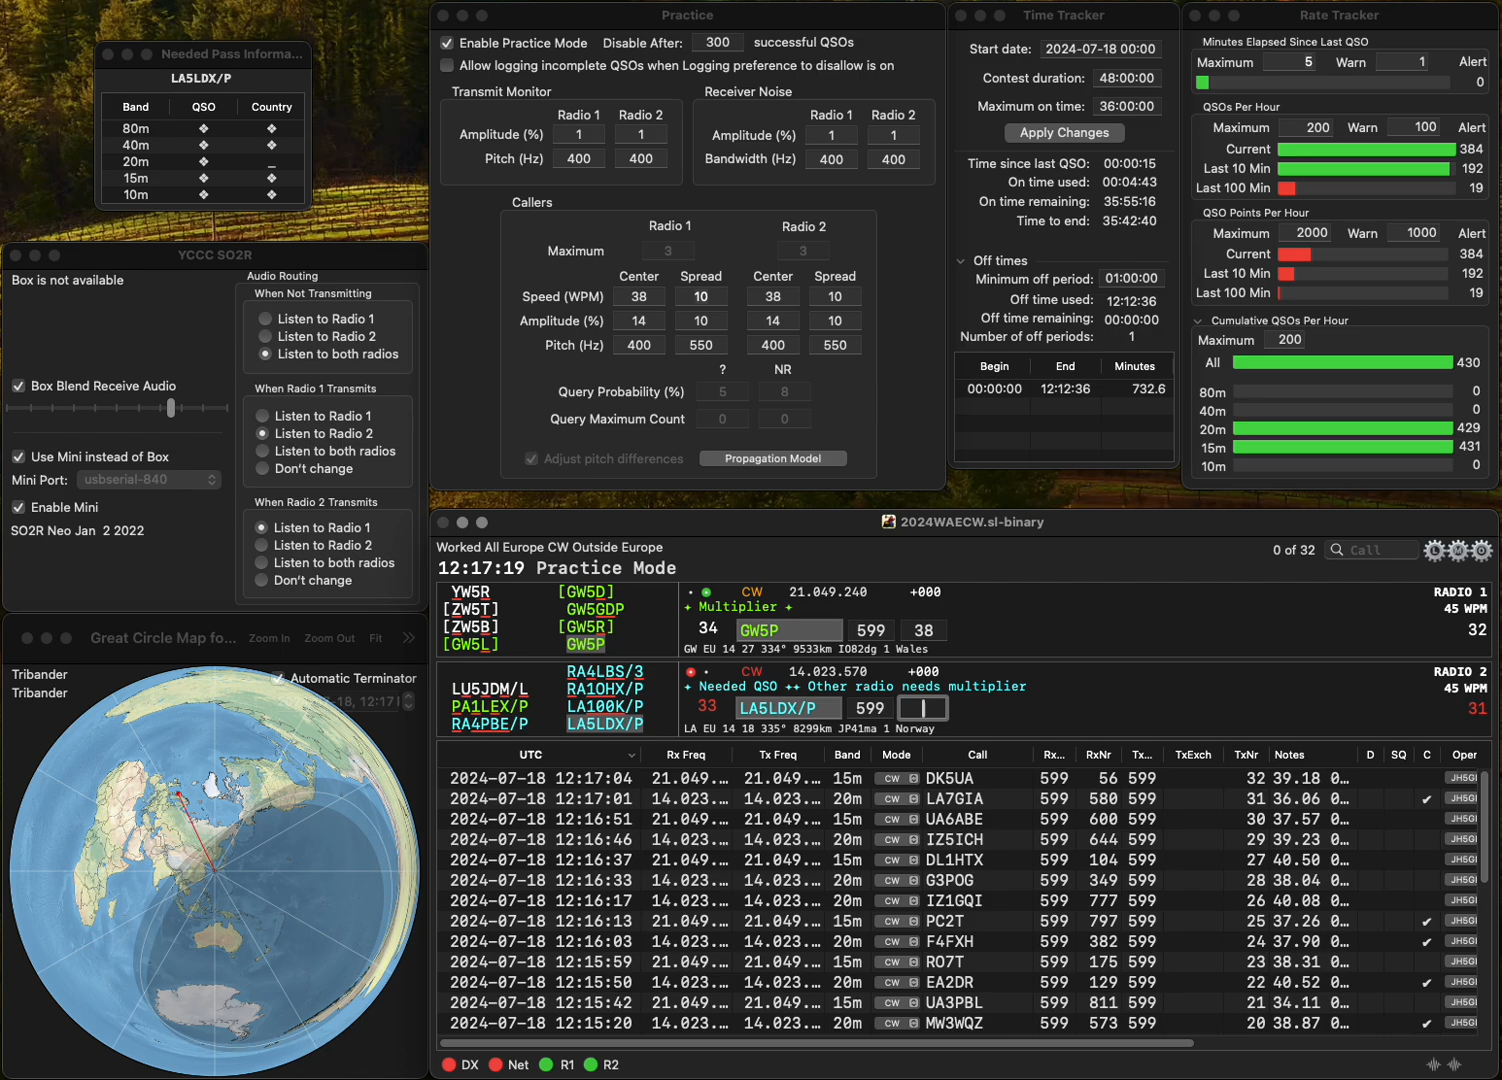 Needed Pass Informa...
LA5LDX/P
Band QSO Country
80m ❖ ❖
40m ❖ ❖
20m ❖ _
15m ❖ ❖
10m ❖ ❖
YCCC SO2R
Box is not available
Box Blend Receive Audio
Use Mini instead of Box
Mini Port: usbserial-840
Enable Mini
SO2R Neo Jan 2 2022
Audio Routing
When Not Transmitting
Listen to Radio 1
Listen to Radio 2
Listen to both radios
When Radio 1 Transmits
Listen to Radio 1
Listen to Radio 2
Listen to both radios
Don't change
When Radio 2 Transmits
Listen to Radio 1
Listen to Radio 2
Listen to both radios
Don't change
Great Circle Map fo... Zoom In Zoom Out Fit
Tribander
Tribander
Automatic Terminator
Practice
Enable Practice Mode Disable After: 300 successful QSOs
Allow logging incomplete QSOs when Logging preference to disallow is on
Transmit Monitor
Radio 1 Radio 2
Amplitude (%) 1 1
Pitch (Hz) 400 400
Receiver Noise
Radio 1 Radio 2
Amplitude (%) 1 1
Bandwidth (Hz) 400 400
Callers
Radio 1 Radio 2
Maximum 3 3
Center Spread Center Spread
Speed (WPM) 38 10 38 10
Amplitude (%) 14 10 14 10
Pitch (Hz) 400 550 400 550
? NR
Query Probability (%) 5 8
Query Maximum Count 0 0
Adjust pitch differences Propagation Model
Time Tracker
Start date: 2024-07-18 00:00
Contest duration: 48:00:00
Maximum on time: 36:00:00
Apply Changes
Time since last QSO: 00:00:15
On time used: 00:04:43
On time remaining: 35:55:16
Time to end: 35:42:40
Off times
Minimum off period: 01:00:00
Off time used: 12:12:36
Off time remaining: 00:00:00
Number of off periods: 1
Begin End Minutes
00:00:00 12:12:36 732.6
Rate Tracker
Minutes Elapsed Since Last QSO
Maximum 5 Warn 1 Alert
0
QSOs Per Hour
Maximum 200 Warn 100 Alert
Current 384
Last 10 Min 192
Last 100 Min 19
QSO Points Per Hour
Maximum 2000 Warn 1000 Alert
Current 384
Last 10 Min 192
Last 100 Min 19
Cumulative QSOs Per Hour
Maximum 200
All 430
80m 0
40m 0
20m 429
15m 431
10m 0
2024WAECW.sl-binary
Worked All Europe CW Outside Europe
0 of 32 Call
12:17:19 Practice Mode
YW5R [GW5D]
[ZW5T] GW5GDP
[ZW5B] [GW5R]
[GW5L] GW5P
CW 21.049.240 +000 RADIO 1
Multiplier 45 WPM
34 GW5P 599 38 32
GW EU 14 27 334° 9533km IO82dg 1 Wales
RA4LBS/3
LU5JDM/L RA1OHX/P
PA1LEX/P LA100K/P
RA4PBE/P LA5LDX/P
CW 14.023.570 +000 RADIO 2
Needed QSO ++ Other radio needs multiplier 45 WPM
33 LA5LDX/P 599 31
LA EU 14 18 335° 8299km JP41ma 1 Norway
UTC Rx Freq Tx Freq Band Mode Call Rx... RxNr Tx... TxExch TxNr Notes D SQ C Oper
2024-07-18 12:17:04 21.049.... 21.049.... 15m CW DK5UA 599 56 599 32 39.18 0... JH5G
2024-07-18 12:17:01 14.023.... 14.023.... 20m CW LA7GIA 599 580 599 31 36.06 0... ✔ JH5G
2024-07-18 12:16:51 21.049.... 21.049.... 15m CW UA6ABE 599 600 599 30 37.57 0... JH5G
2024-07-18 12:16:46 14.023.... 14.023.... 20m CW IZ5ICH 599 644 599 29 39.23 0... JH5G
2024-07-18 12:16:37 21.049.... 21.049.... 15m CW DL1HTX 599 104 599 27 40.50 0... JH5G
2024-07-18 12:16:33 14.023.... 14.023.... 20m CW G3POG 599 349 599 28 38.04 0... JH5G
2024-07-18 12:16:17 14.023.... 14.023.... 20m CW IZ1GQI 599 777 599 26 40.08 0... JH5G
2024-07-18 12:16:13 21.049.... 21.049.... 15m CW PC2T 599 797 599 25 37.26 0... ✔ JH5G
2024-07-18 12:16:03 14.023.... 14.023.... 20m CW F4FXH 599 382 599 24 37.90 0... ✔ JH5G
2024-07-18 12:15:59 21.049.... 21.049.... 15m CW RO7T 599 175 599 23 38.31 0... JH5G
2024-07-18 12:15:50 14.023.... 14.023.... 20m CW EA2DR 599 129 599 22 40.52 0... ✔ JH5G
2024-07-18 12:15:42 21.049.... 21.049.... 15m CW UA3PBL 599 811 599 21 34.11 0... JH5G
2024-07-18 12:15:20 14.023.... 14.023.... 20m CW MW3WQZ 599 573 599 20 38.87 0... ✔ JH5G
DX Net R1 R2